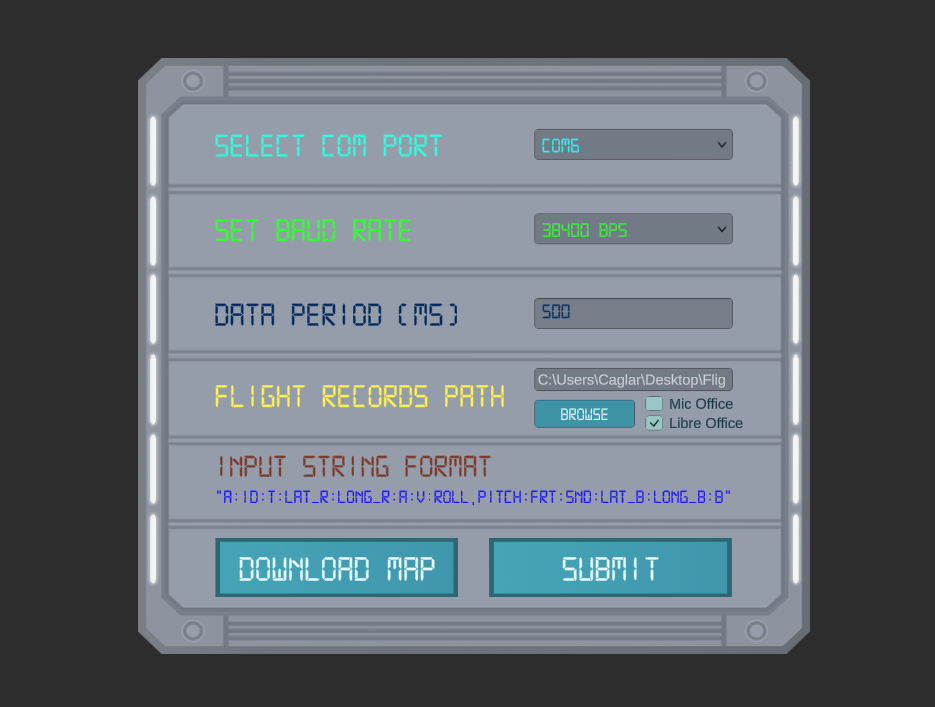 SELECT COM PORT
COM6
SET BAUD RATE
38400 BPS
DATA PERIOD (MS)
500
FLIGHT RECORDS PATH
C:\Users\Caglar\Desktop\Flig
BROWSE
Mic Office
Libre Office
INPUT STRING FORMAT
"A:ID:T:LAT_R:LONG_R:A:V:ROLL,PITCH:FRT:SND:LAT_B:LONG_B:B"
DOWNLOAD MAP
SUBMIT